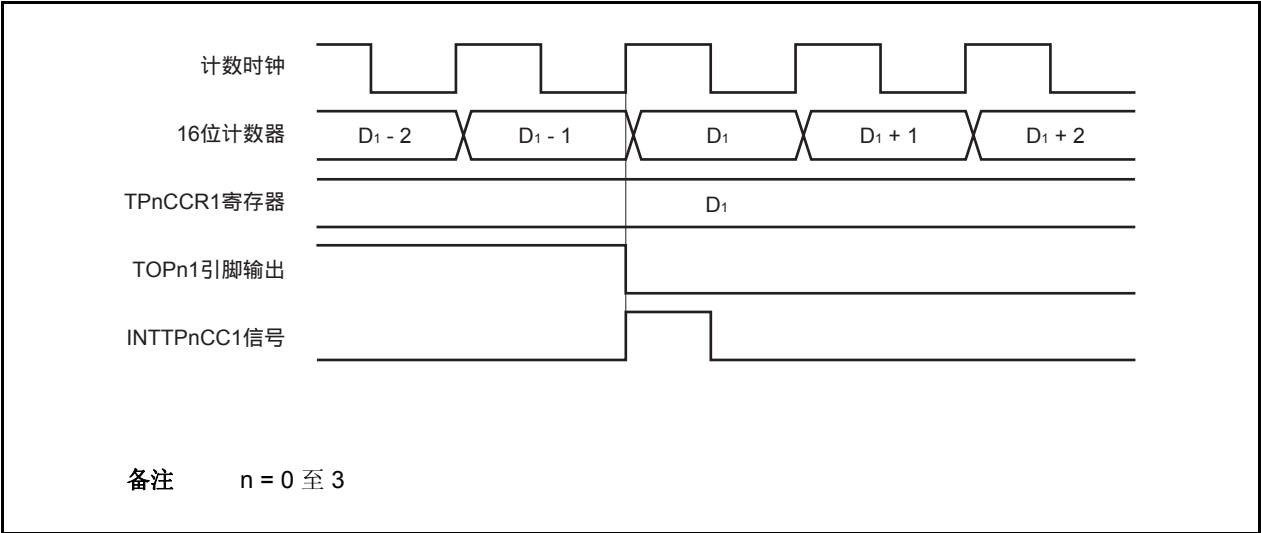 计数时钟
16位计数器 D1 - 2 D1 - 1 D1 D1 + 1 D1 + 2
TPnCCR1寄存器 D1
TOPn1引脚输出
INTTPnCC1信号
备注 n = 0 至 3